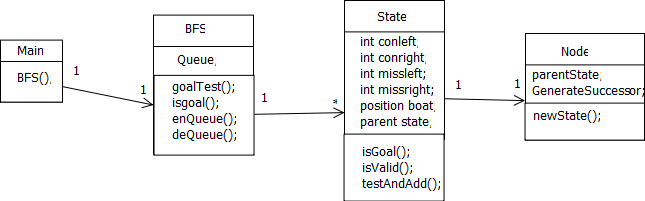 Main
BFS();
1
1
BFS
Queue;
goalTest();
isgoal();
enQueue();
deQueue();
1
*
State
int conleft;
int conright;
int missleft;
int missright;
position boat;
parent state;
isGoal();
isValid();
testAndAdd();
1
1
Node
parentState;
GenerateSuccessor;
newState();